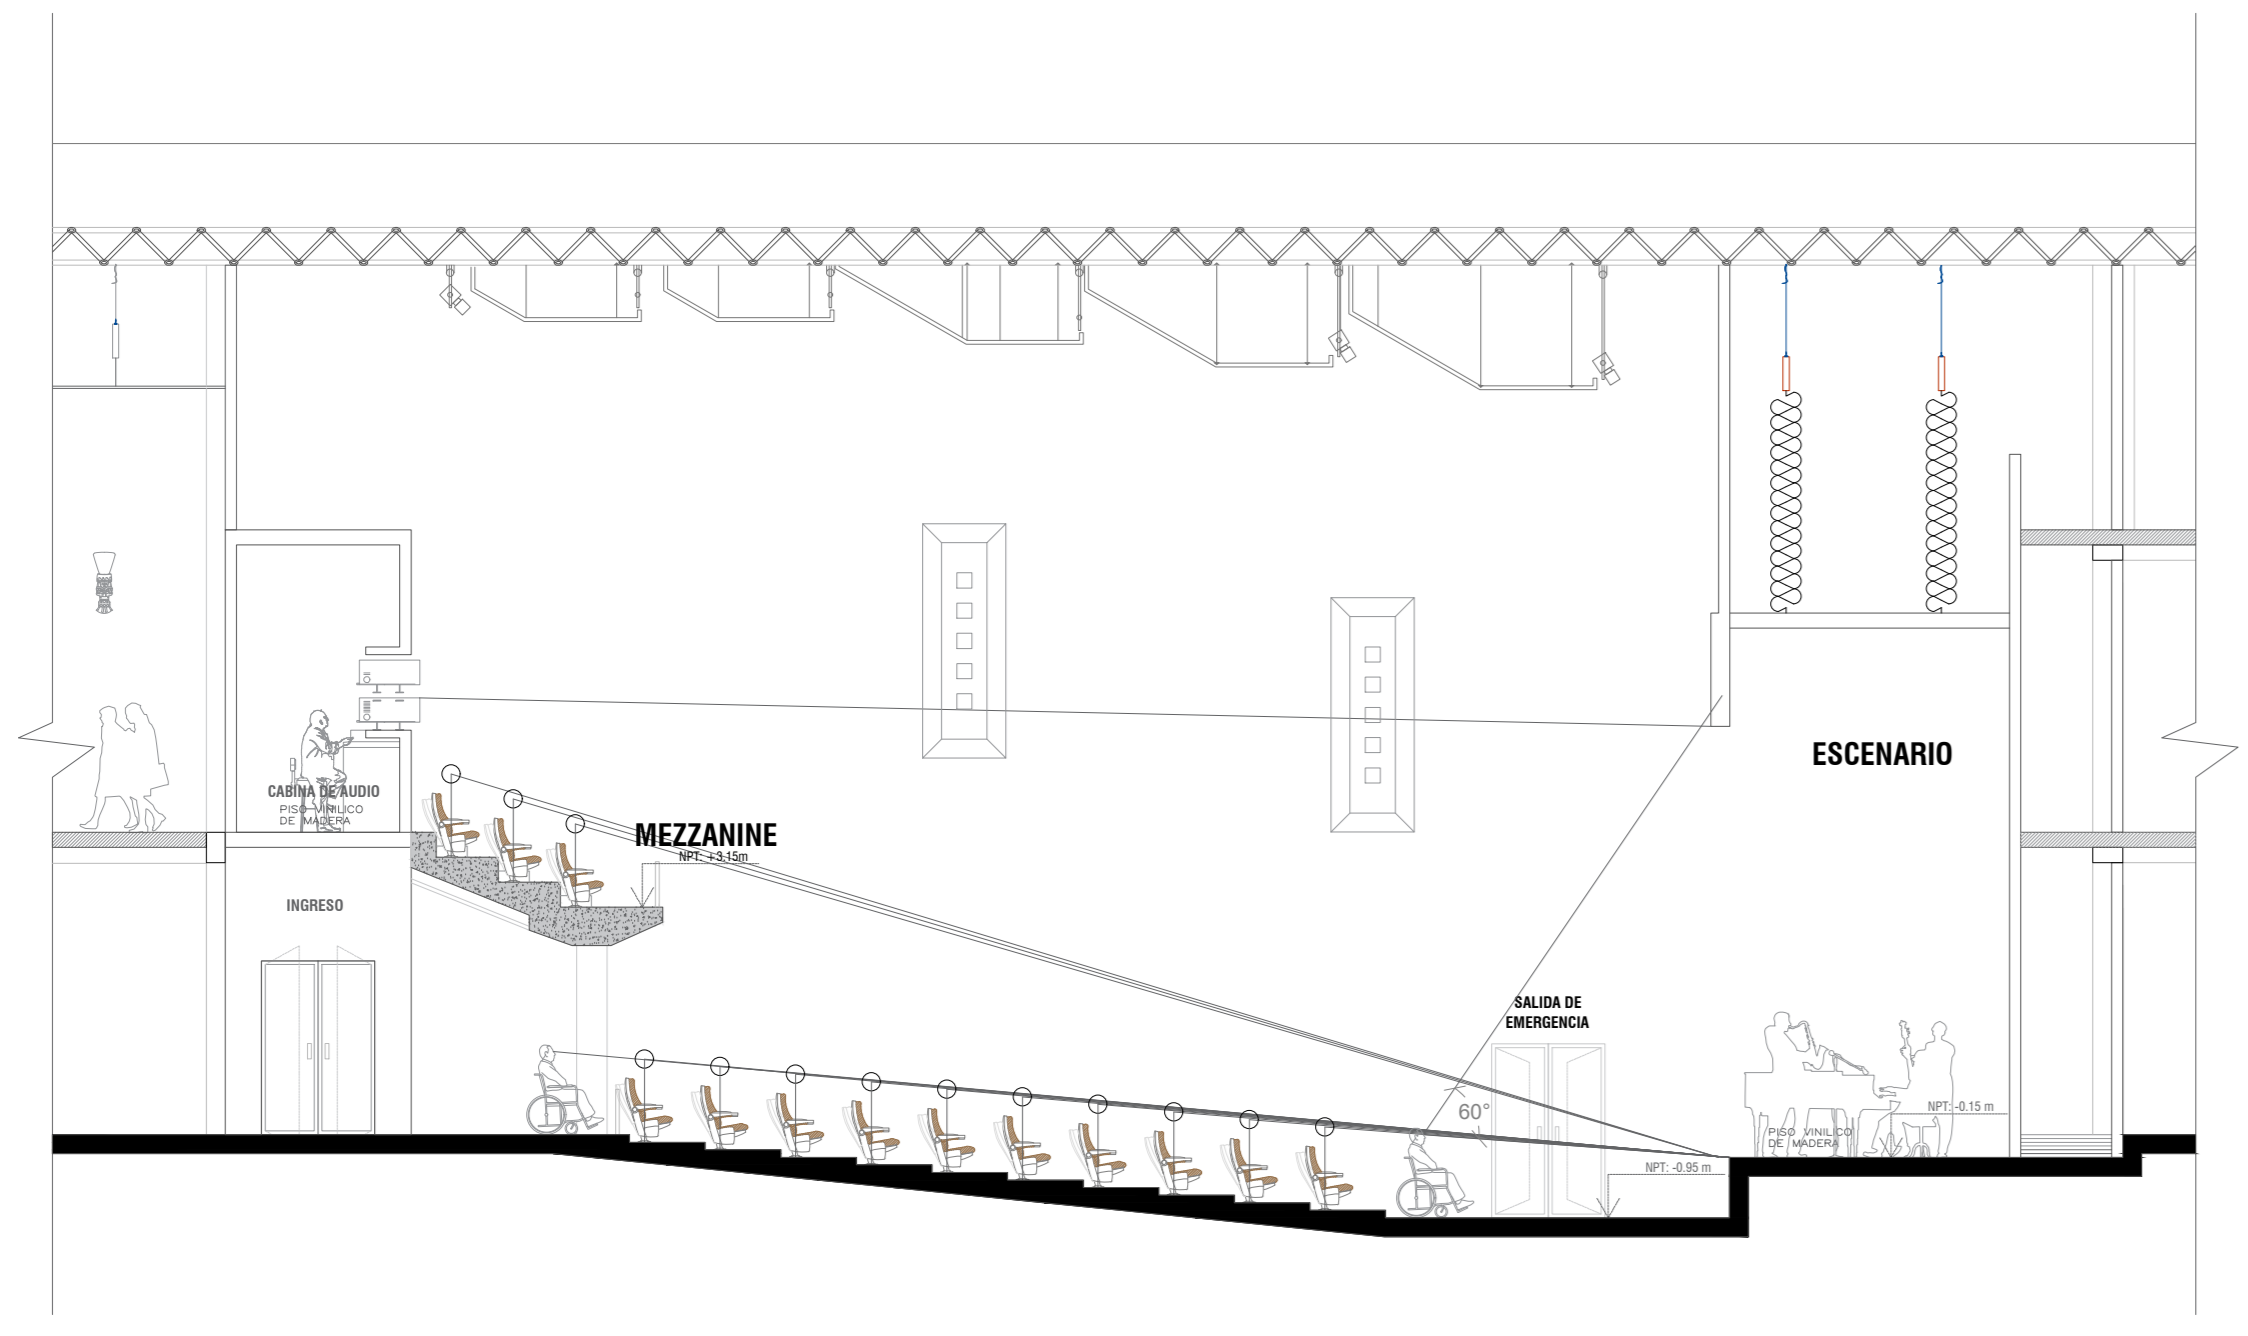 ESCENARIO
CABINA DE AUDIO
PISO VINILICO
DE MADERA
MEZZANINE
NPT: +3.15m
INGRESO
SALIDA DE
EMERGENCIA
60°
NPT: -0.15 m
PISO VINILICO
DE MADERA
NPT: -0.95 m